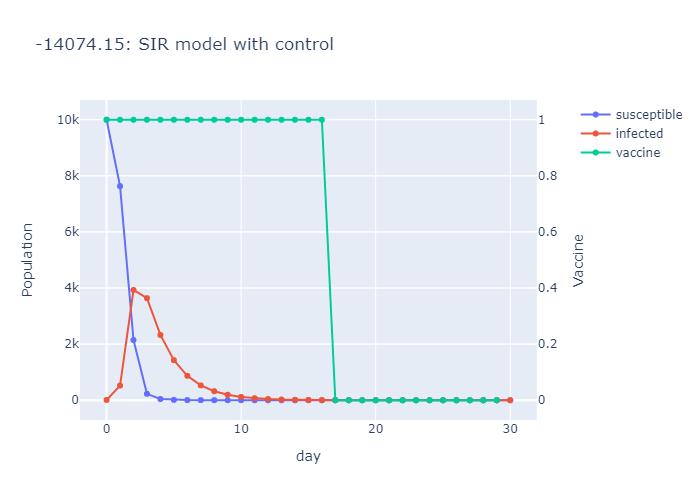 -14074.15: SIR model with control
susceptible
infected
vaccine
10k
8k
6k
4k
2k
0
1
0.8
0.6
0.4
0.2
0
0
10
20
30
Population
Vaccine
day